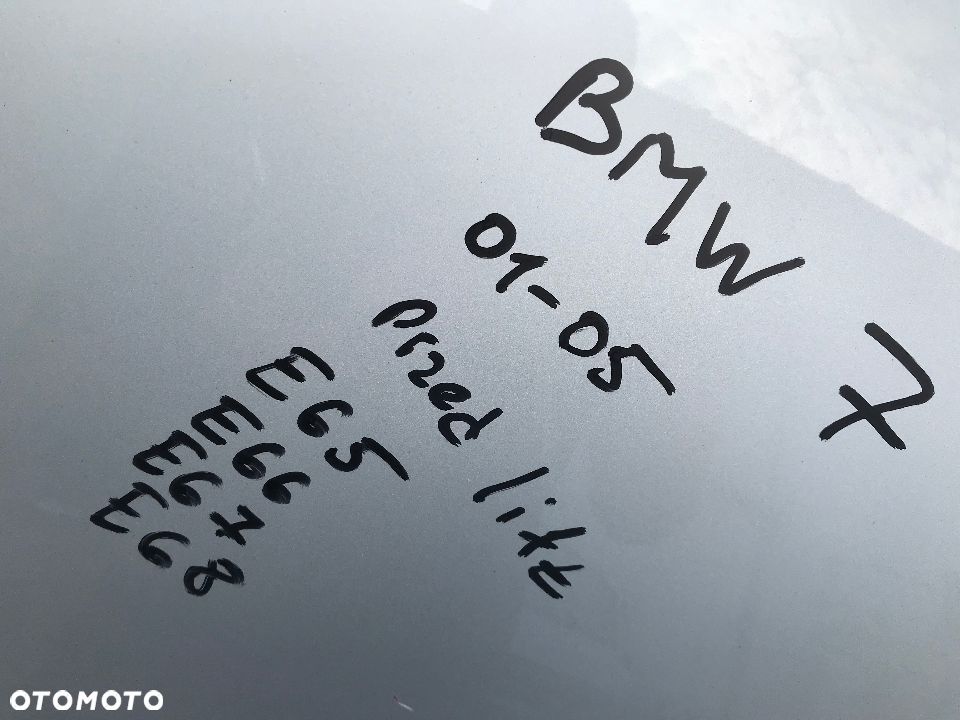 BMW 7
01-05
przed lift
E65
E66
E67
E68
OTOMOTO